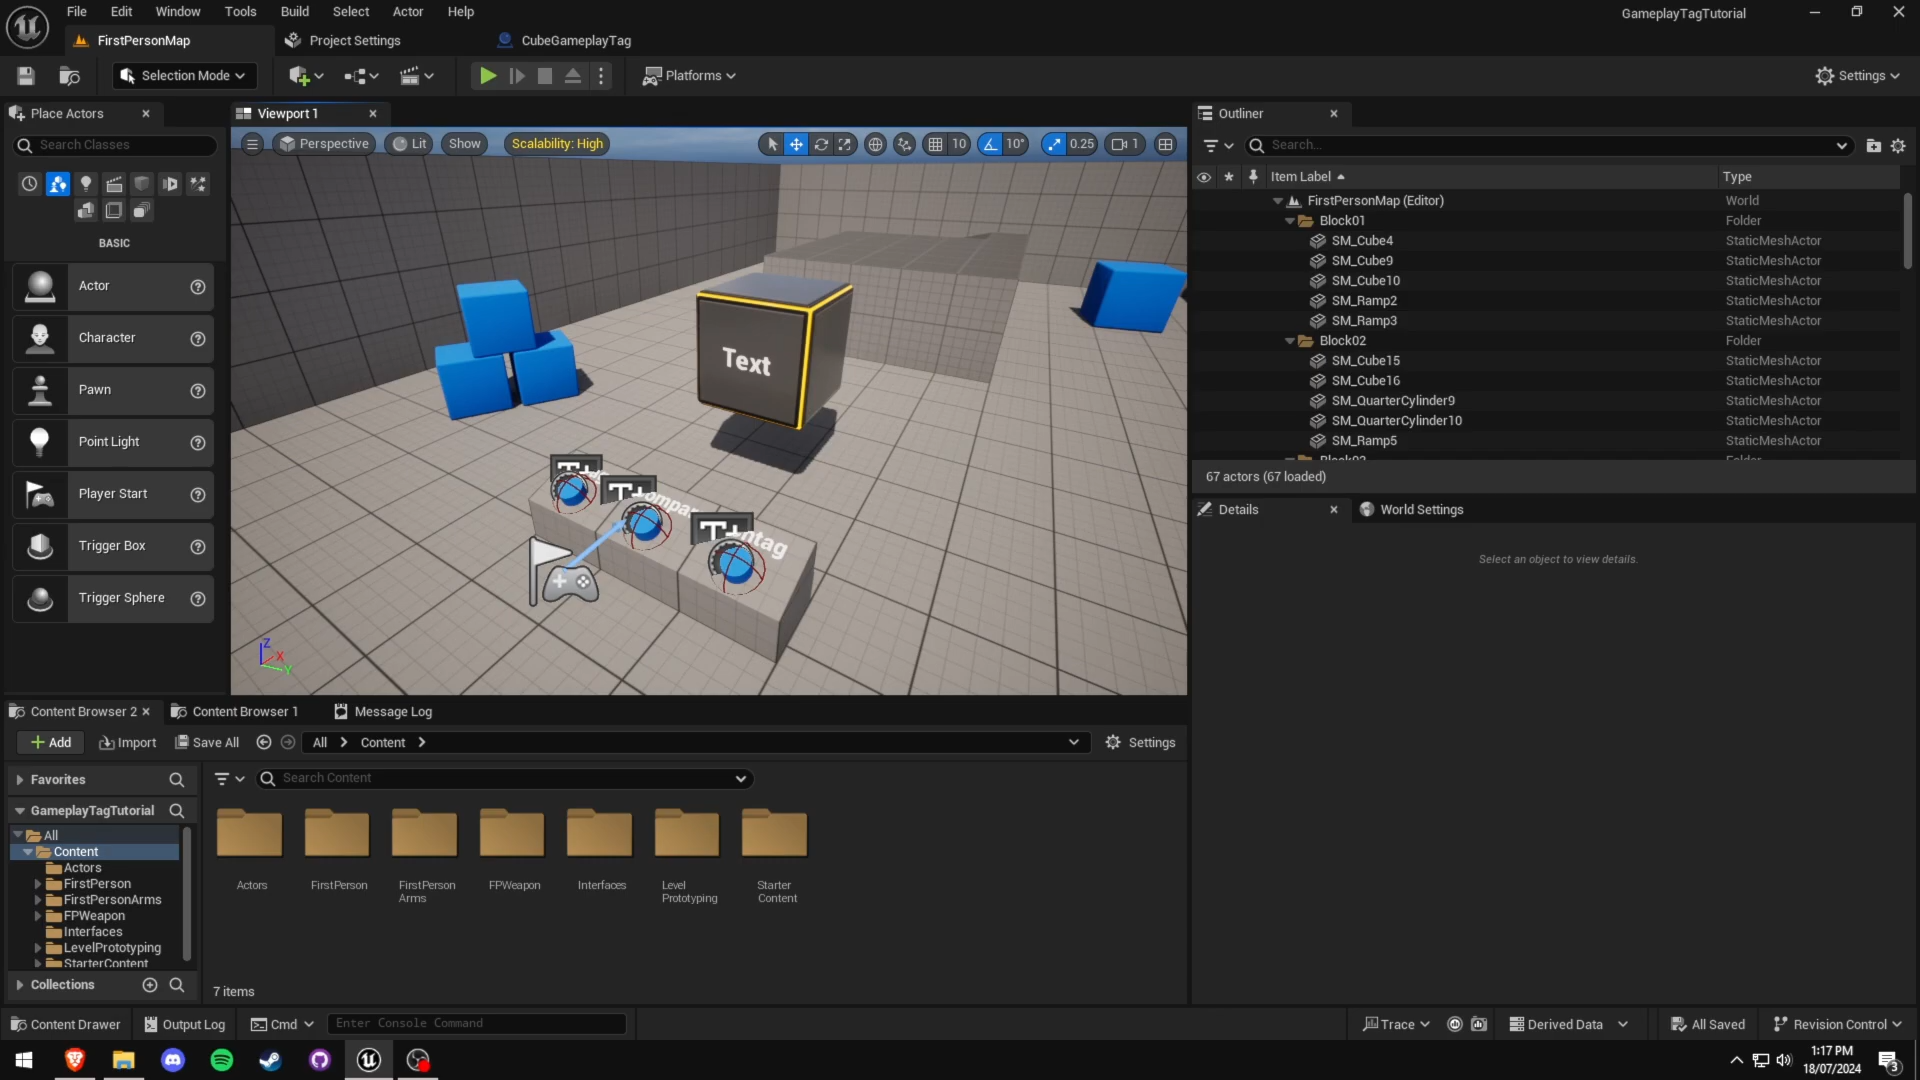 File Edit Window Tools Build Select Actor Help
GameplayTagTutorial
FirstPersonMap
Project Settings
CubeGameplayTag
Selection Mode
Platforms
Settings
Place Actors
Viewport 1
Outliner
Search Classes
Perspective
Lit
Show
Scalability: High
10
10°
0.25
1
Search...
Item Label
Type
BASIC
Actor
Character
Pawn
Point Light
Player Start
Trigger Box
Trigger Sphere
Text
FirstPersonMap (Editor) World
Block01 Folder
SM_Cube4 StaticMeshActor
SM_Cube9 StaticMeshActor
SM_Cube10 StaticMeshActor
SM_Ramp2 StaticMeshActor
SM_Ramp3 StaticMeshActor
Block02 Folder
SM_Cube15 StaticMeshActor
SM_Cube16 StaticMeshActor
SM_QuarterCylinder9 StaticMeshActor
SM_QuarterCylinder10 StaticMeshActor
SM_Ramp5 StaticMeshActor
67 actors (67 loaded)
Details
World Settings
Select an object to view details.
Content Browser 2
Content Browser 1
Message Log
Add
Import
Save All
All
Content
Settings
Favorites
Search Content
GameplayTagTutorial
All
Content
Actors
FirstPerson
FirstPersonArms
FPWeapon
Interfaces
LevelPrototyping
StarterContent
Collections
Actors
FirstPerson
FirstPerson
Arms
FPWeapon
Interfaces
Level
Prototyping
Starter
Content
7 items
Content Drawer
Output Log
Cmd
Enter Console Command
Trace
Derived Data
All Saved
Revision Control
1:17 PM
18/07/2024
3